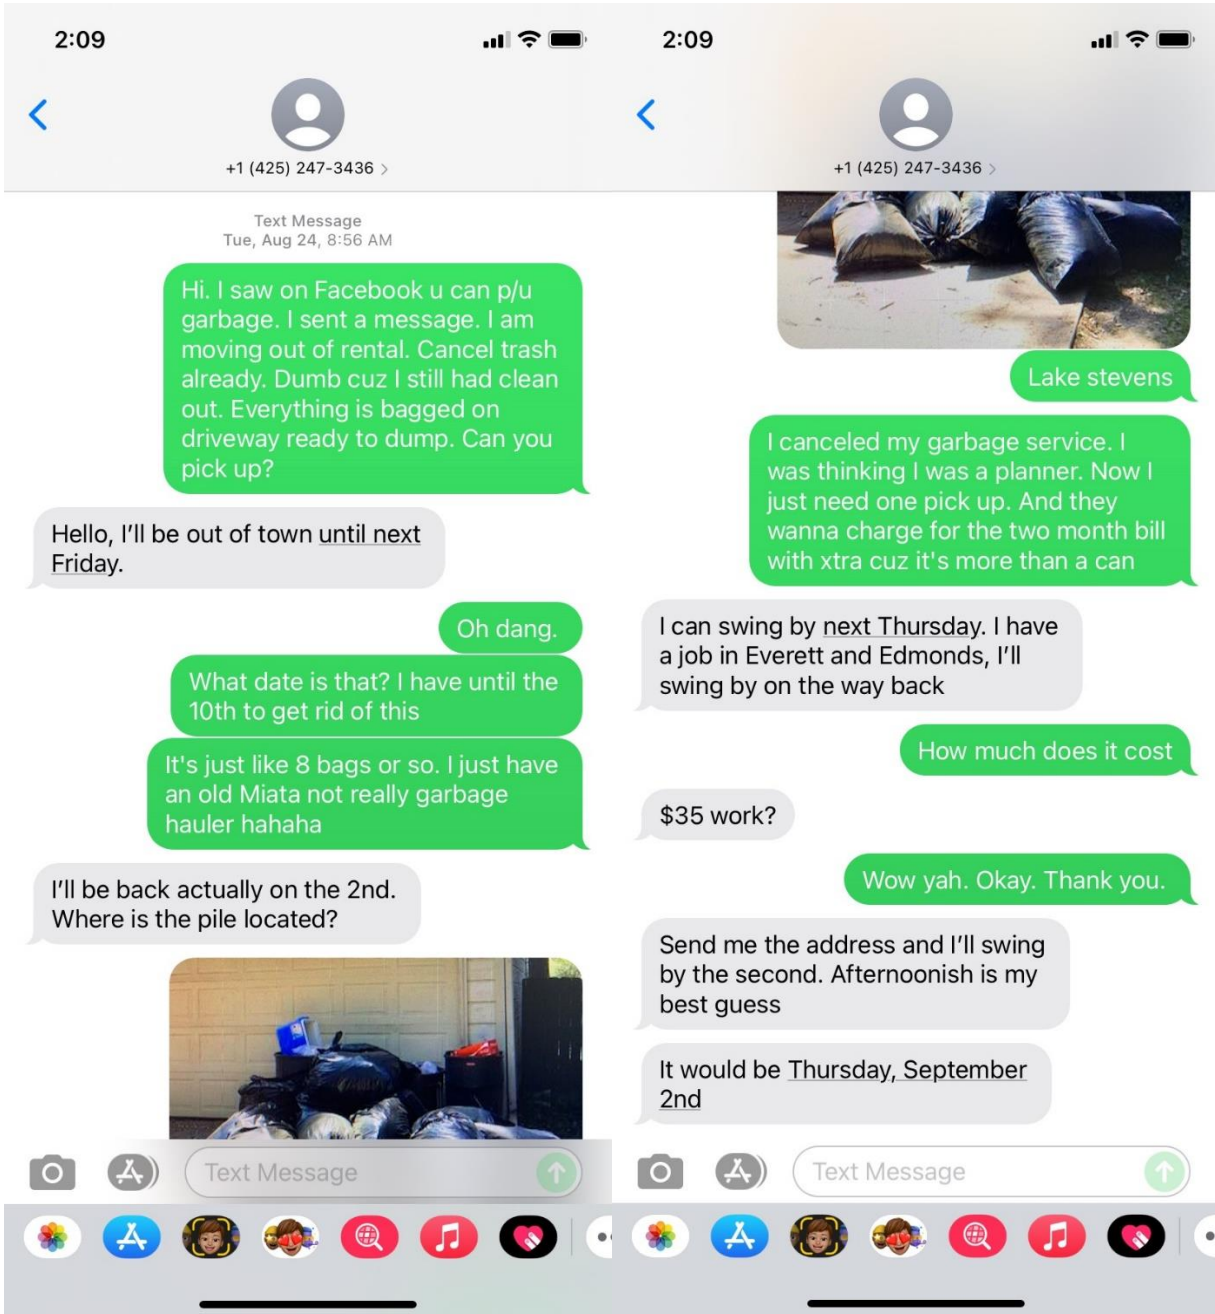 2:09
+1 (425) 247-3436 >
Text Message
Tue, Aug 24, 8:56 AM
Hi. I saw on Facebook u can p/u
garbage. I sent a message. I am
moving out of rental. Cancel trash
already. Dumb cuz I still had clean
out. Everything is bagged on
driveway ready to dump. Can you
pick up?
Hello, I'll be out of town until next
Friday.
Oh dang.
What date is that? I have until the
10th to get rid of this
It's just like 8 bags or so. I just have
an old Miata not really garbage
hauler hahaha
I'll be back actually on the 2nd.
Where is the pile located?
Text Message
2:09
+1 (425) 247-3436 >
Lake stevens
I canceled my garbage service. I
was thinking I was a planner. Now I
just need one pick up. And they
wanna charge for the two month bill
with xtra cuz it's more than a can
I can swing by next Thursday. I have
a job in Everett and Edmonds, I'll
swing by on the way back
How much does it cost
$35 work?
Wow yah. Okay. Thank you.
Send me the address and I'll swing
by the second. Afternoonish is my
best guess
It would be Thursday, September
2nd
Text Message